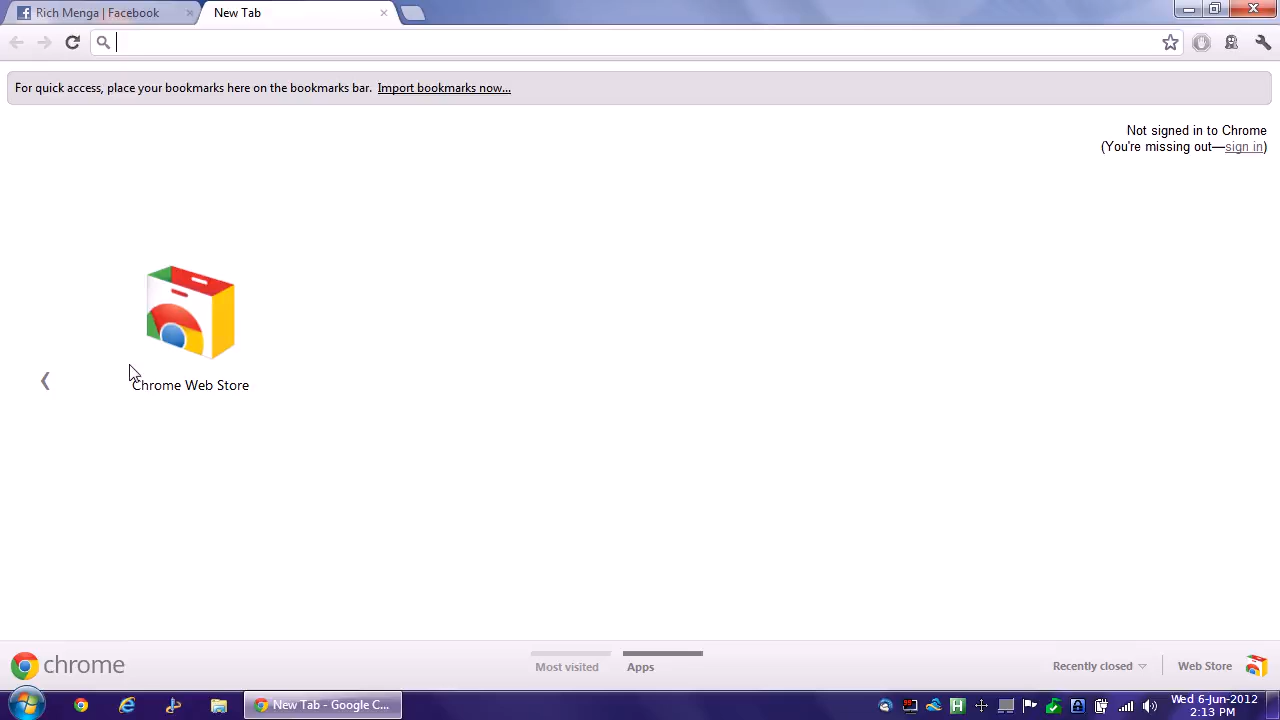 Rich Menga | Facebook
New Tab
For quick access, place your bookmarks here on the bookmarks bar. Import bookmarks now...
Not signed in to Chrome
(You're missing out—sign in)
Chrome Web Store
chrome
Most visited
Apps
Recently closed
Web Store
New Tab - Google C...
Wed 6-Jun-2012
2:13 PM